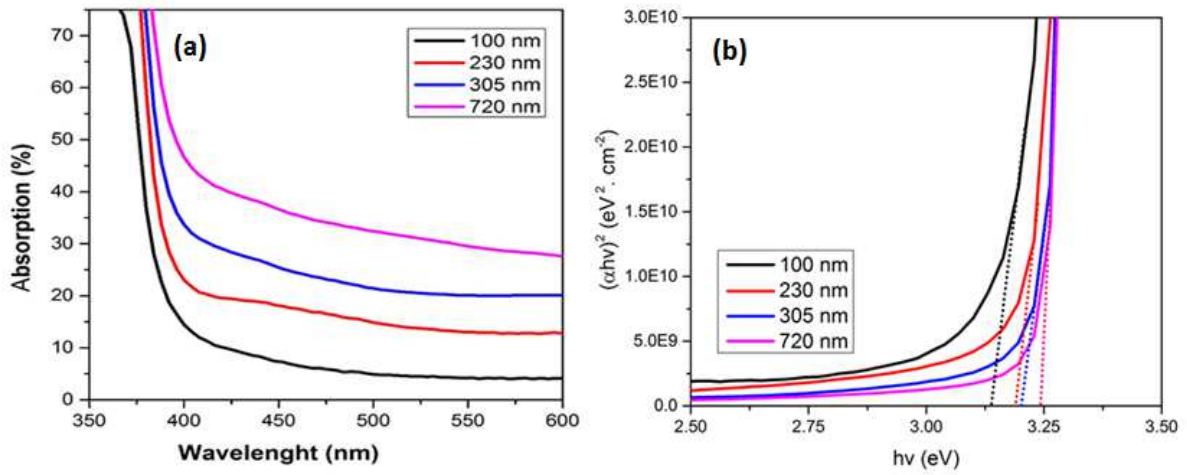 (a)
100 nm
230 nm
305 nm
720 nm
Absorption (%)
70
60
50
40
30
20
10
0
350 400 450 500 550 600
Wavelenght (nm)
(b)
100 nm
230 nm
305 nm
720 nm
(αhν)² (eV². cm⁻²)
3.0E10
2.5E10
2.0E10
1.5E10
1.0E10
5.0E9
0.0
2.50 2.75 3.00 3.25 3.50
hν (eV)